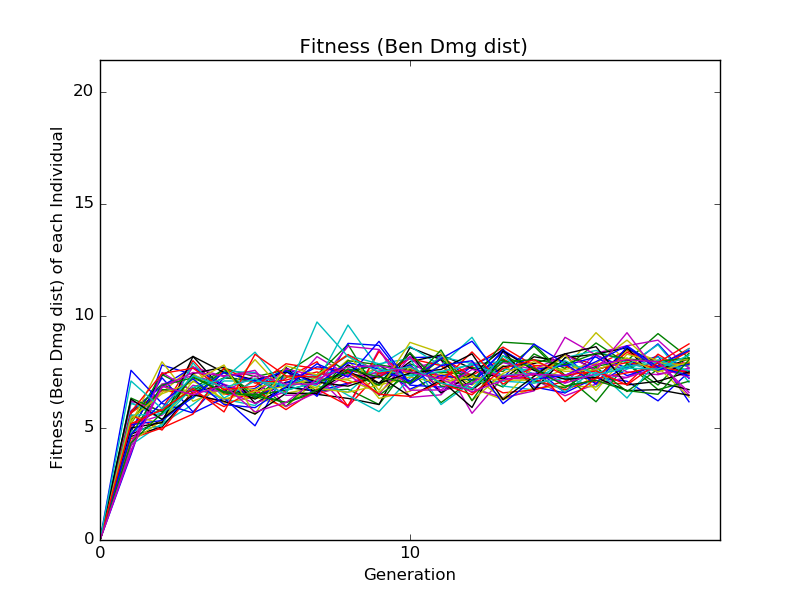 Fitness (Ben Dmg dist)
20
15
10
5
0
Fitness (Ben Dmg dist) of each Individual
0 10
Generation